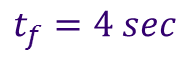 t_f = 4 sec